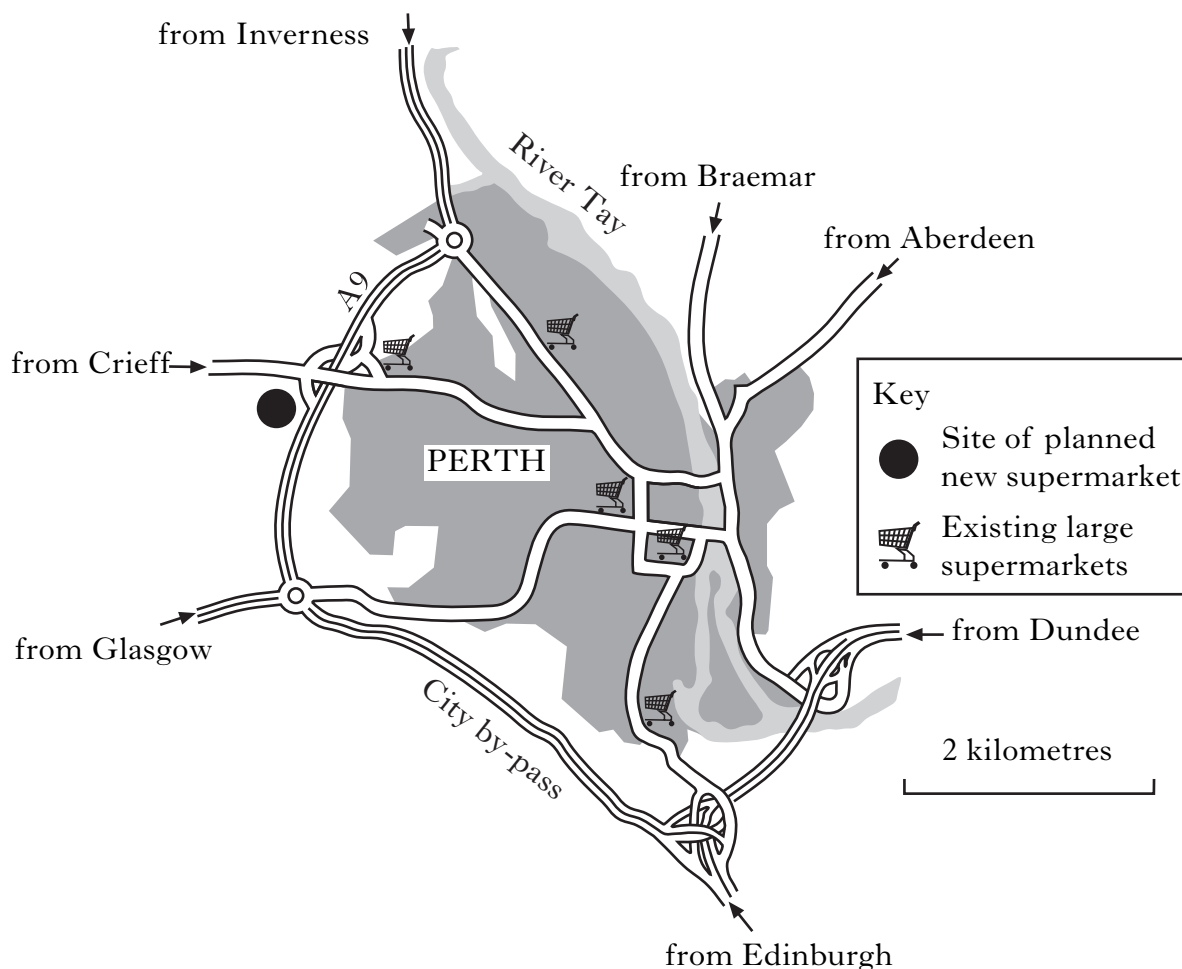 from Inverness
River Tay
from Braemar
from Aberdeen
A9
from Crieff
Key
Site of planned
new supermarket
PERTH
Existing large
supermarkets
from Glasgow
from Dundee
City by-pass
2 kilometres
from Edinburgh